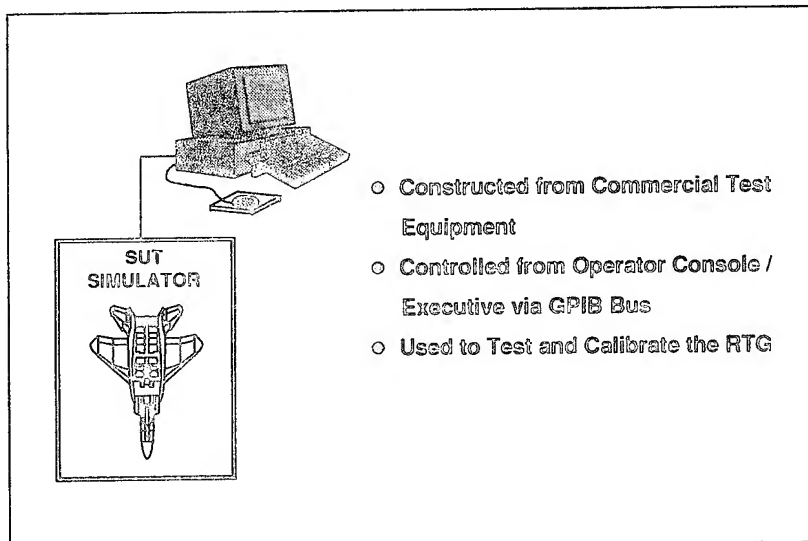 SUT
SIMULATOR
o Constructed from Commercial Test
Equipment
o Controlled from Operator Console /
Executive via GPIB Bus
o Used to Test and Calibrate the RTG